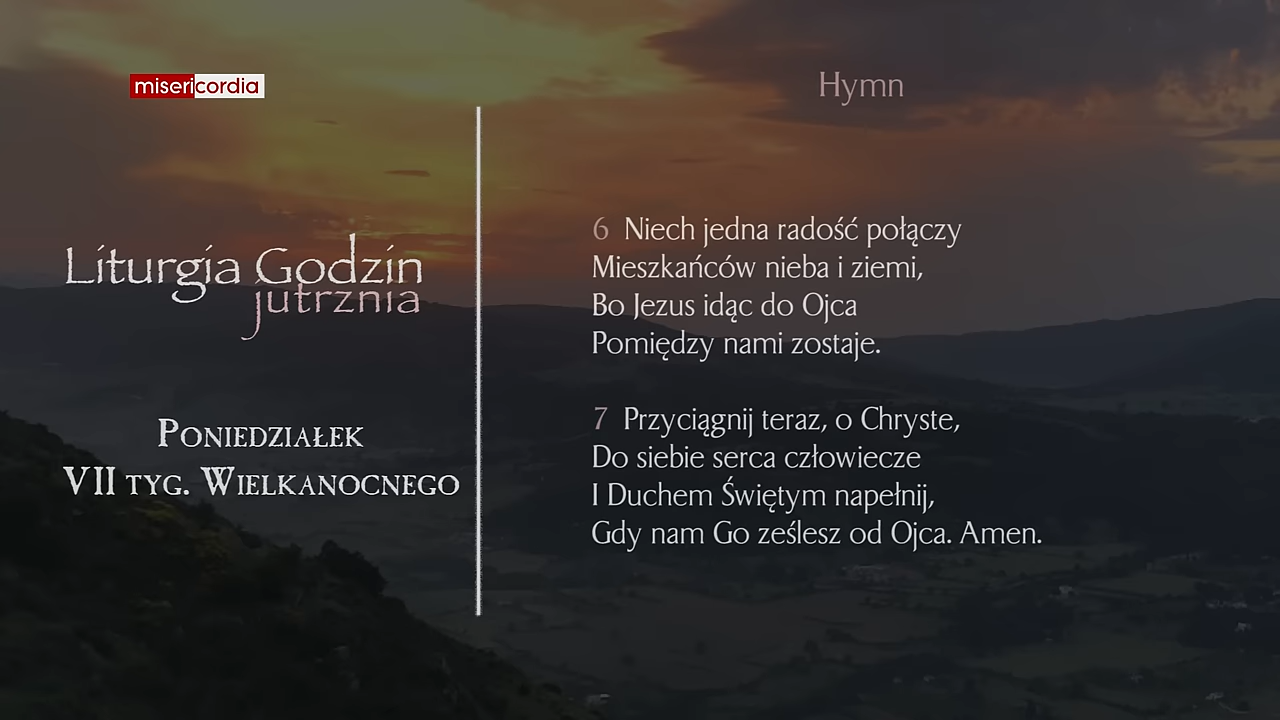 misericordia
Hymn
Liturgia Godzin
jutrznia
Poniedziałek
VII tyg. Wielkanocnego
6 Niech jedna radość połączy
Mieszkańców nieba i ziemi,
Bo Jezus idąc do Ojca
Pomiędzy nami zostaje.
7 Przyciągnij teraz, o Chryste,
Do siebie serca człowiecze
I Duchem Świętym napełnij,
Gdy nam Go ześlesz od Ojca. Amen.